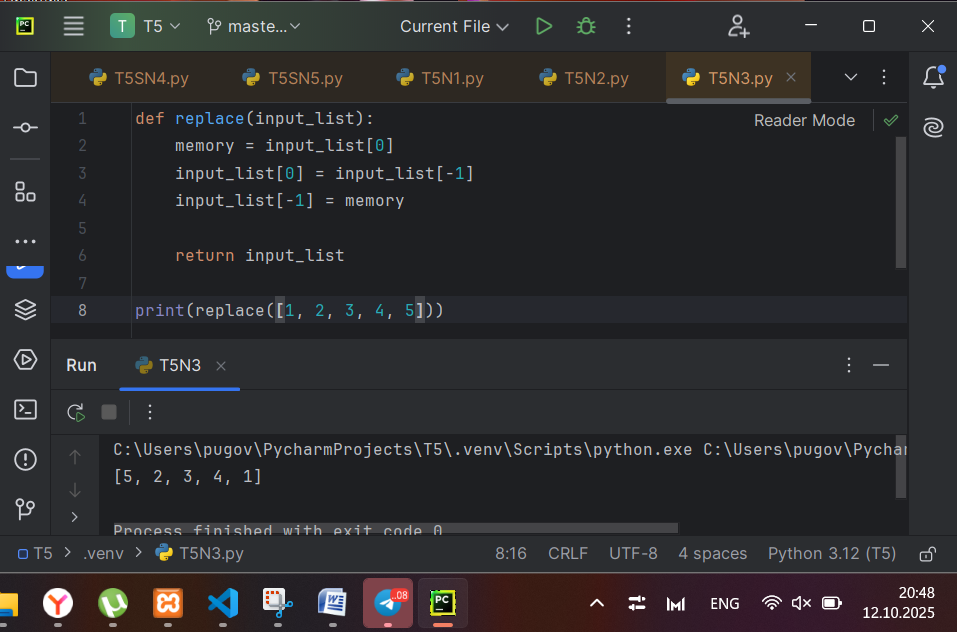 PC T T5 maste... Current File
T5SN4.py T5SN5.py T5N1.py T5N2.py T5N3.py
Reader Mode
1 def replace(input_list):
2 memory = input_list[0]
3 input_list[0] = input_list[-1]
4 input_list[-1] = memory
5
6 return input_list
7
8 print(replace([1, 2, 3, 4, 5]))
Run T5N3
C:\Users\pugov\PycharmProjects\T5\.venv\Scripts\python.exe C:\Users\pugov\Pychar
[5, 2, 3, 4, 1]
Process finished with exit code 0
T5 > .venv > T5N3.py 8:16 CRLF UTF-8 4 spaces Python 3.12 (T5)
..08 PC ENG 20:48
12.10.2025